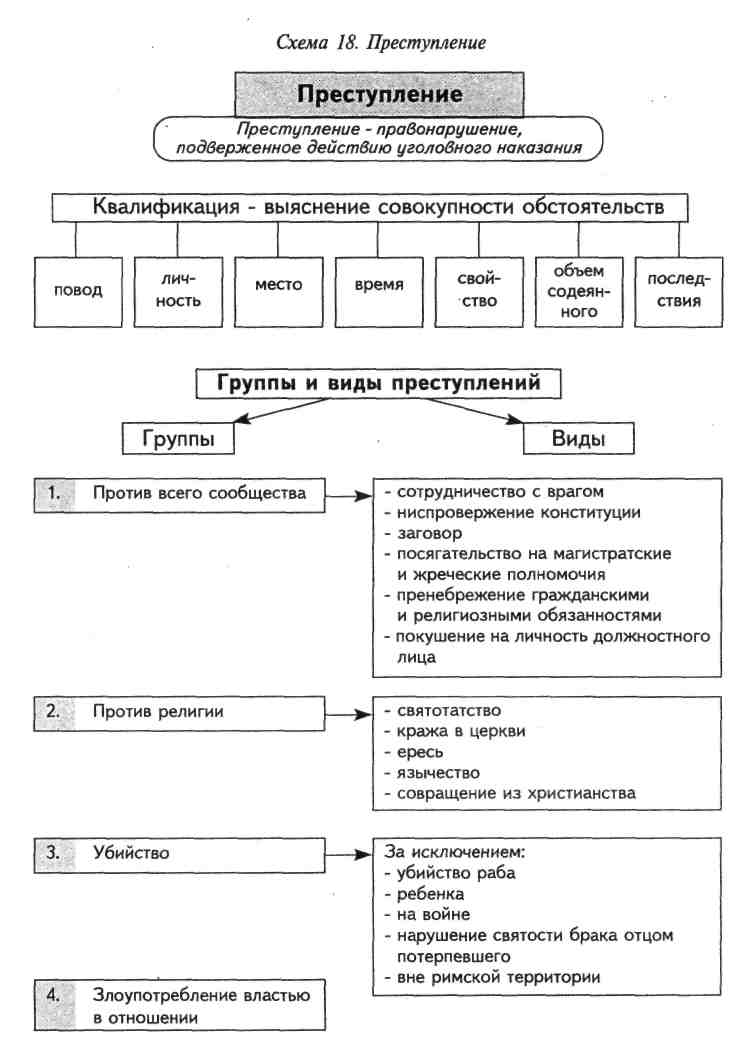 Схема 18. Преступление
Преступление
Преступление - правонарушение,
подверженное действию уголовного наказания
Квалификация - выяснение совокупности обстоятельств
повод
лич-
ность
место
время
свой-
ство
объем
содеян-
ного
послед-
ствия
Группы и виды преступлений
Группы
Виды
1. Против всего сообщества
- сотрудничество с врагом
- ниспровержение конституции
- заговор
- посягательство на магистратские
и жреческие полномочия
- пренебрежение гражданскими
и религиозными обязанностями
- покушение на личность должностного
лица
2. Против религии
- святотатство
- кража в церкви
- ересь
- язычество
- совращение из христианства
3. Убийство
За исключением:
- убийство раба
- ребенка
- на войне
- нарушение святости брака отцом
потерпевшего
- вне римской территории
4. Злоупотребление властью
в отношении